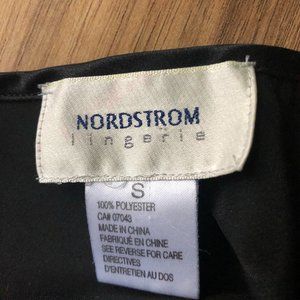 NORDSTROM
lingerie
S
100% POLYESTER
CA# 07043
MADE IN CHINA
FABRIQUÉ EN CHINE
SEE REVERSE FOR CARE
DIRECTIVES
D'ENTRETIEN AU DOS